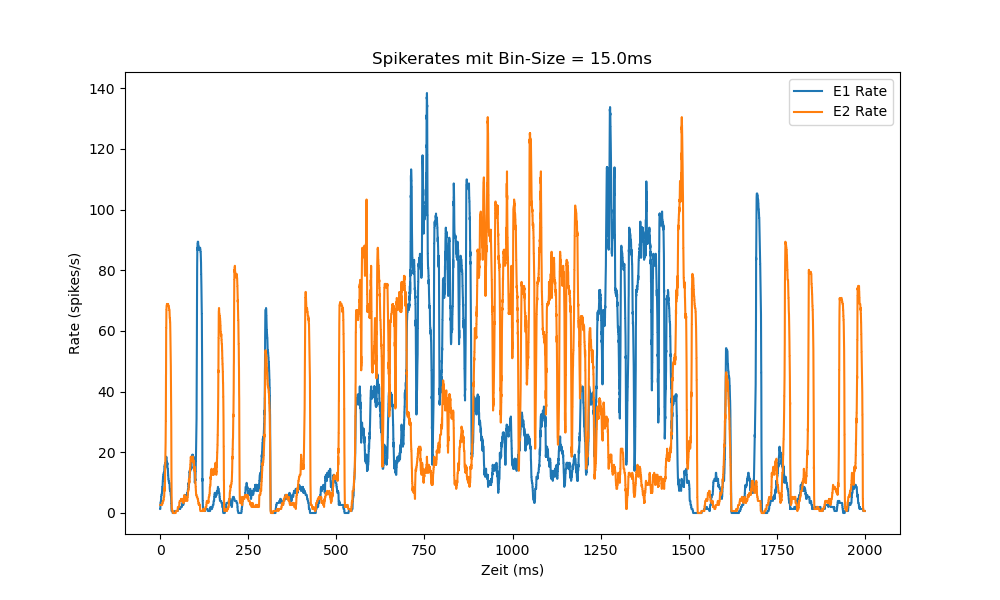 Spikerates mit Bin-Size = 15.0ms
E1 Rate
E2 Rate
Rate (spikes/s)
140
120
100
80
60
40
20
0
0 250 500 750 1000 1250 1500 1750 2000
Zeit (ms)